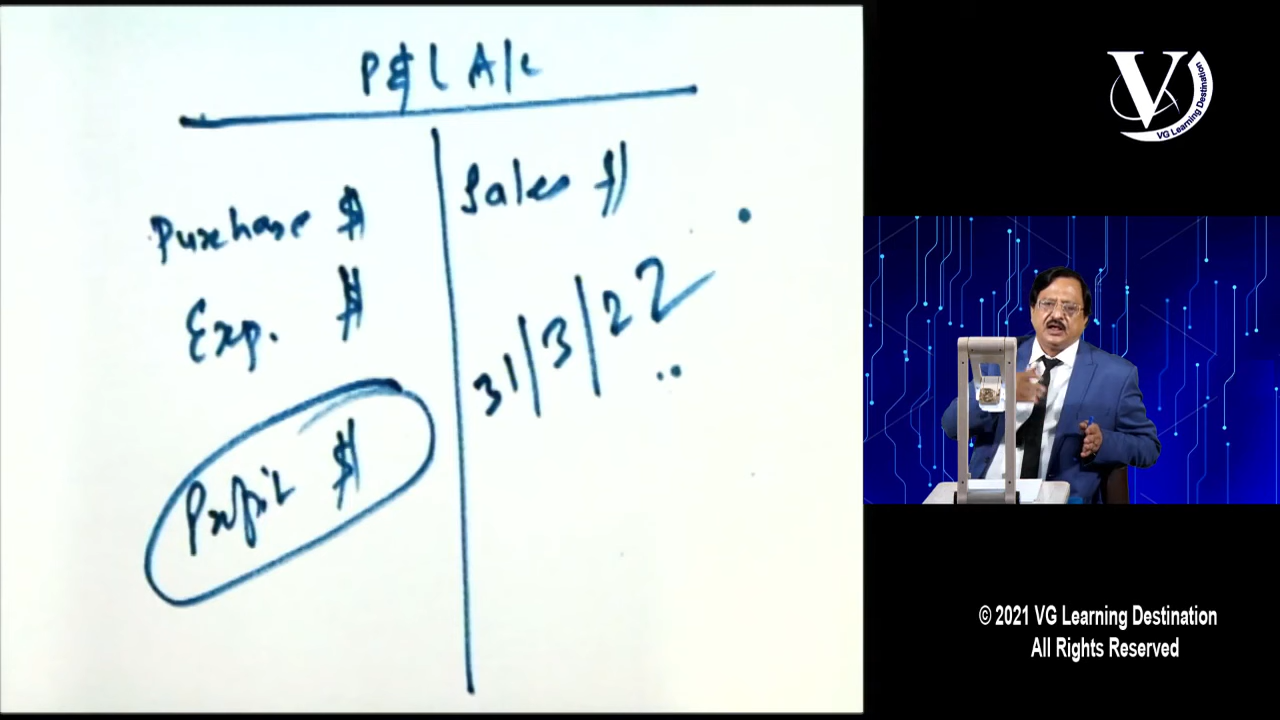 P&L A/c
Purchase $
Exp. $
Profit $
Sales $
31/3/22
V
VG Learning Destination
© 2021 VG Learning Destination
All Rights Reserved